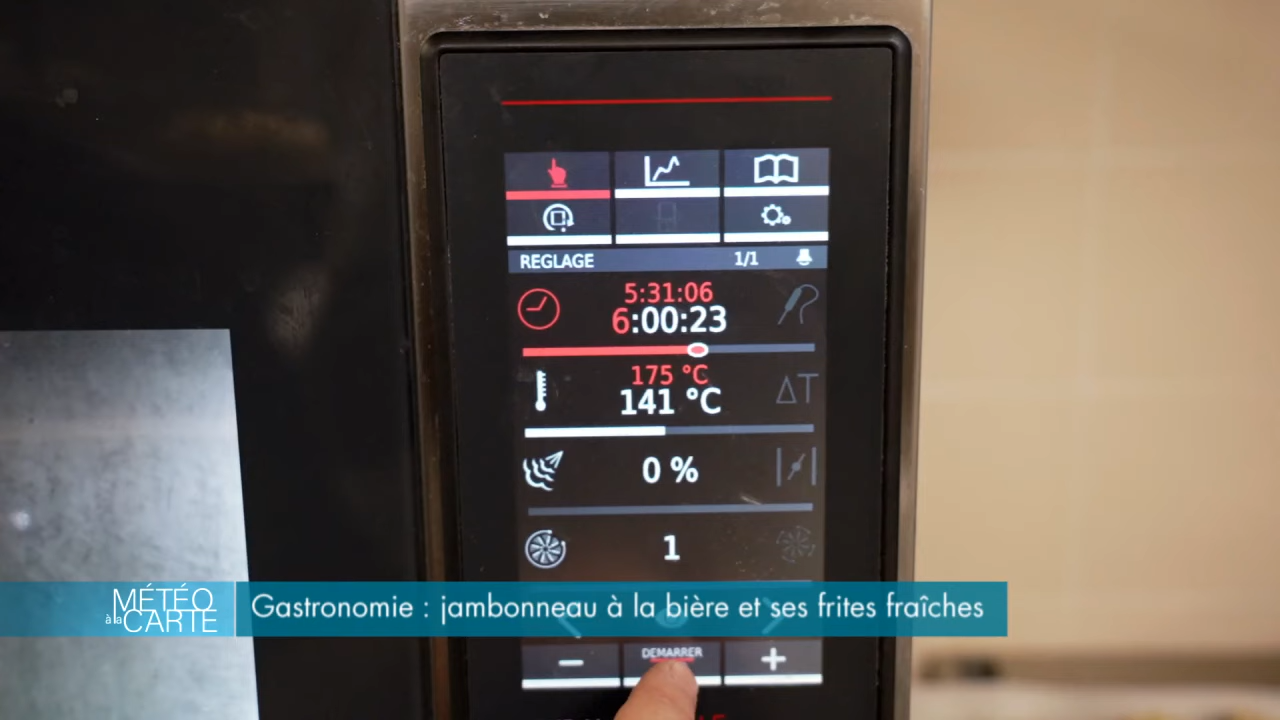 REGLAGE 1/1
5:31:06
6:00:23
175 °C
141 °C
ΔT
0 %
1
MÉTÉO
à la CARTE
Gastronomie : jambonneau à la bière et ses frites fraîches
− DEMARRER +